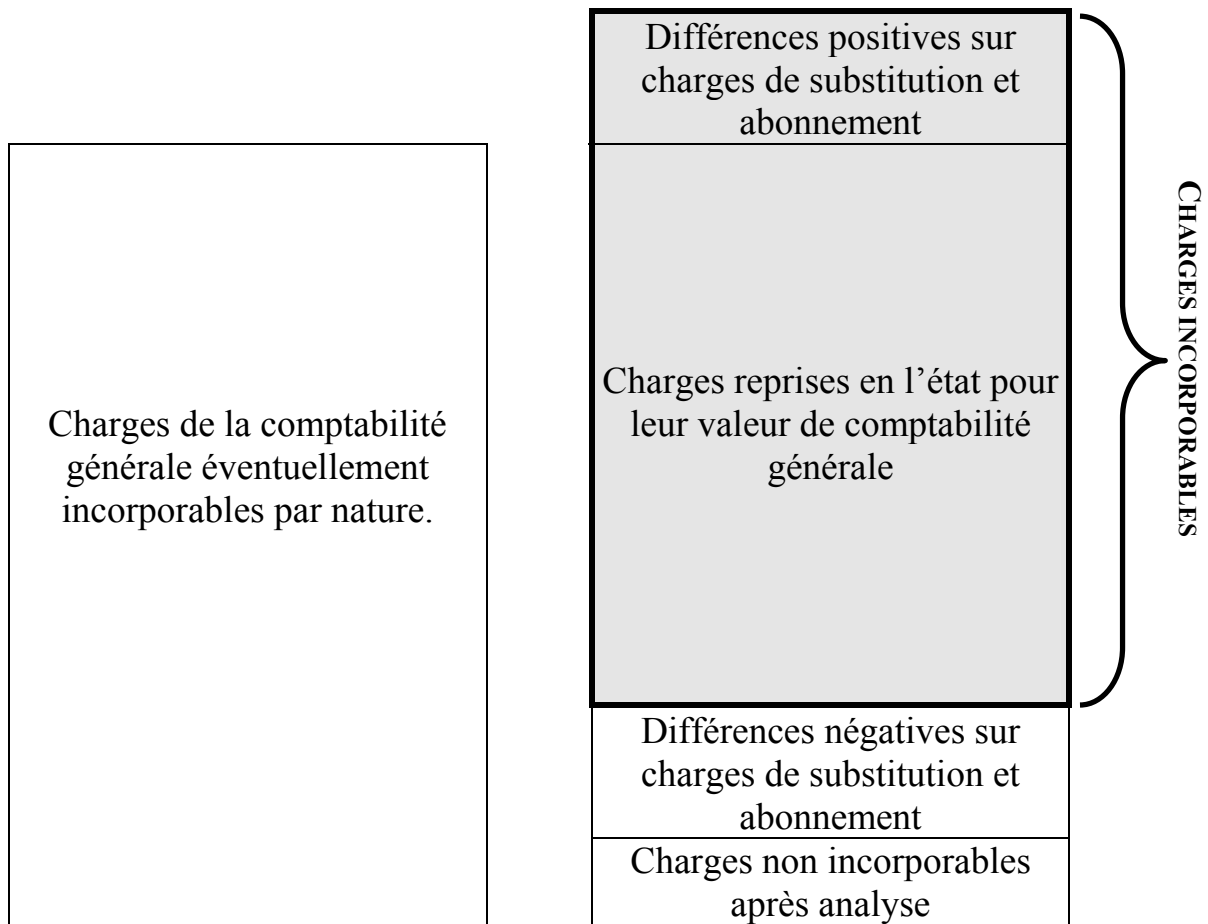 Différences positives sur
charges de substitution et
abonnement
Charges de la comptabilité
générale éventuellement
incorporables par nature.
Charges reprises en l’état pour
leur valeur de comptabilité
générale
Différences négatives sur
charges de substitution et
abonnement
Charges non incorporables
après analyse
CHARGES INCORPORABLES